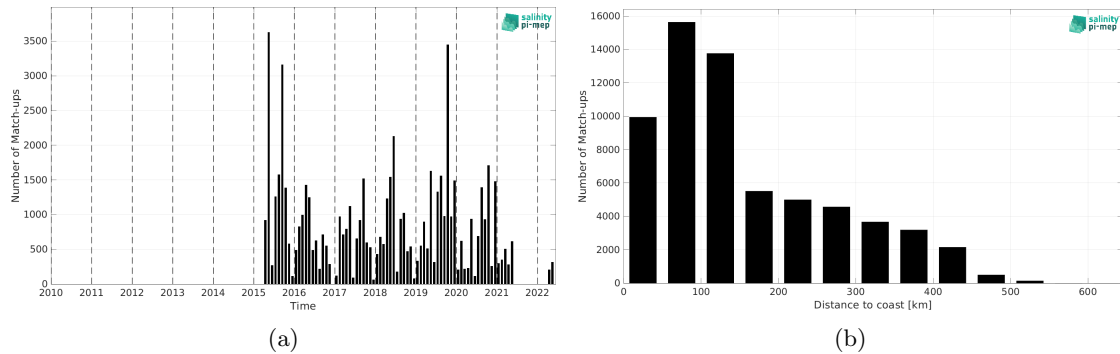 salinity
pi-mep
Number of Match-ups
3500
3000
2500
2000
1500
1000
500
0
2010 2011 2012 2013 2014 2015 2016 2017 2018 2019 2020 2021 2022
Time
(a)
salinity
pi-mep
Number of Match-ups
16000
14000
12000
10000
8000
6000
4000
2000
0
0 100 200 300 400 500 600
Distance to coast [km]
(b)